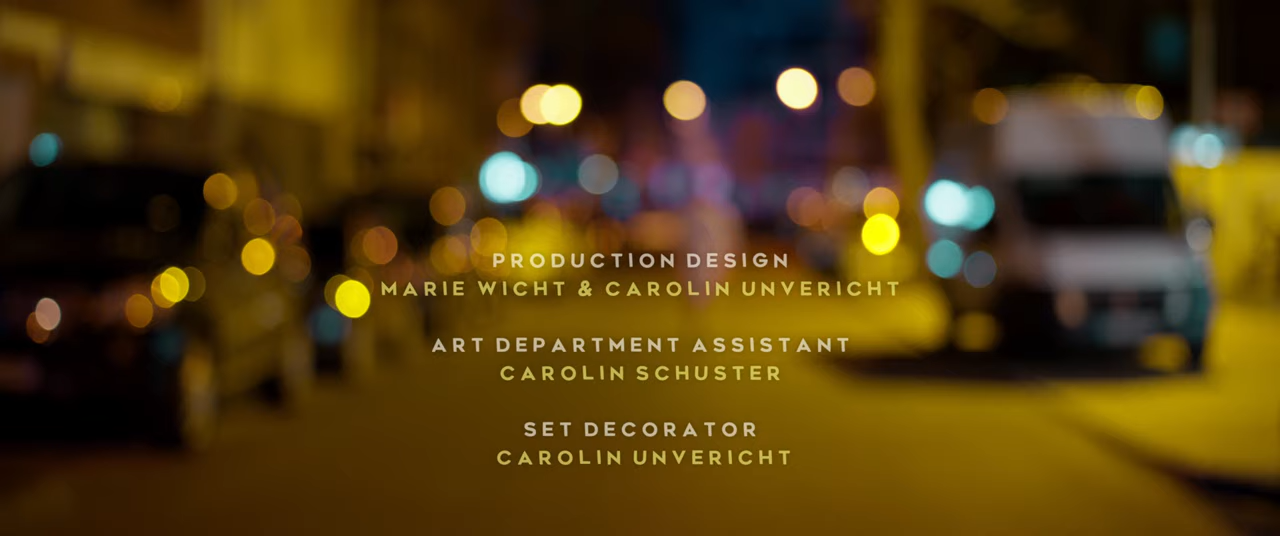 PRODUCTION DESIGN
MARIE WICHT & CAROLIN UNVERICHT
ART DEPARTMENT ASSISTANT
CAROLIN SCHUSTER
SET DECORATOR
CAROLIN UNVERICHT